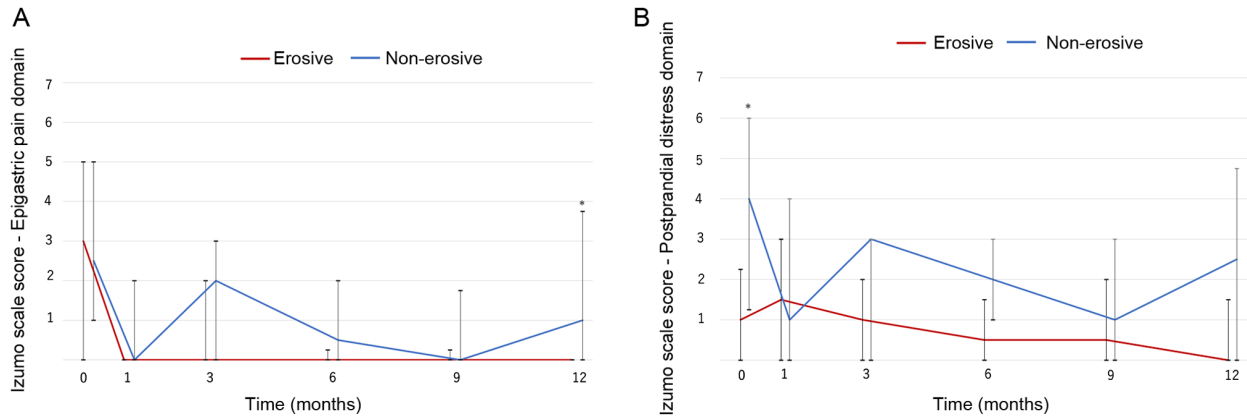 A
Izumo scale score - Epigastric pain domain
Erosive
Non-erosive
7
6
5
4
3
2
1
*
0
1
3
6
9
12
Time (months)
B
Izumo scale score - Postprandial distress domain
Erosive
Non-erosive
7
6
5
4
3
2
1
*
0
1
3
6
9
12
Time (months)